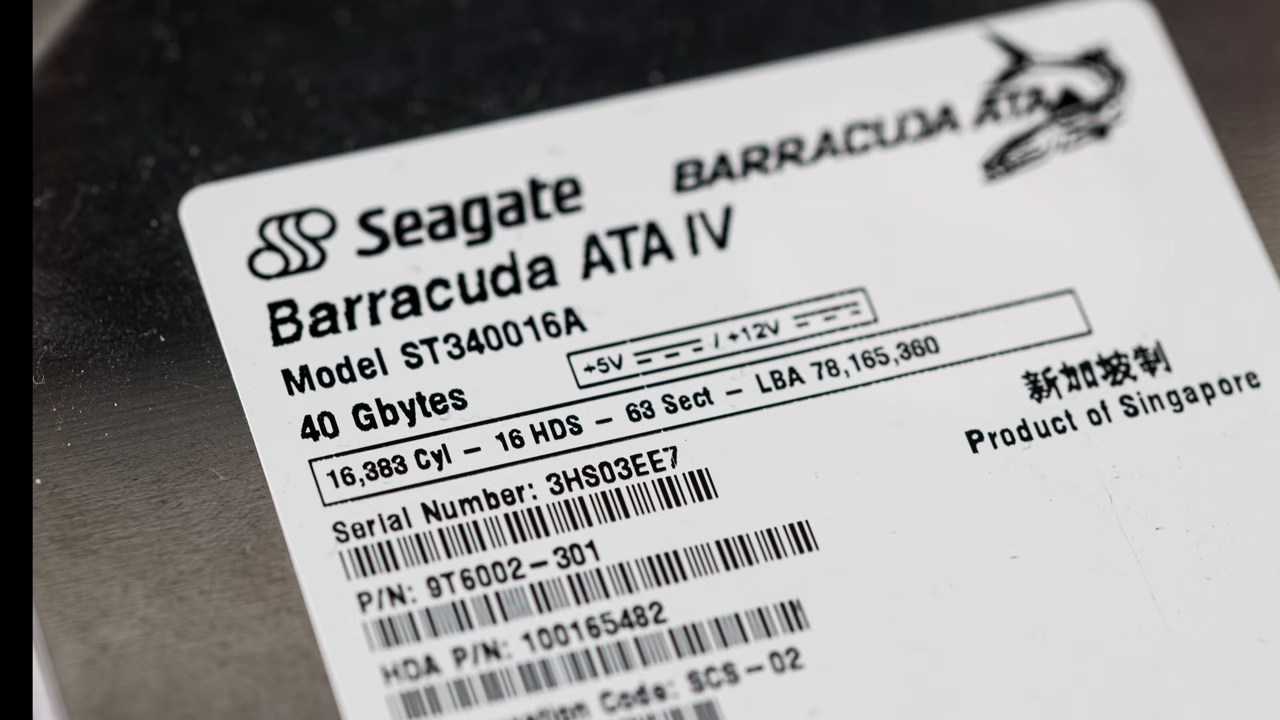 Seagate
BARRACUDA ATA
Barracuda ATA IV
Model ST340016A
+5V / +12V
40 Gbytes
16,383 Cyl – 16 HDS – 63 Sect – LBA 78,165,360
新加坡制
Product of Singapore
Serial Number: 3HS03EE7
P/N: 9T6002–301
HDA P/N: 100165482
Code: SCS–02